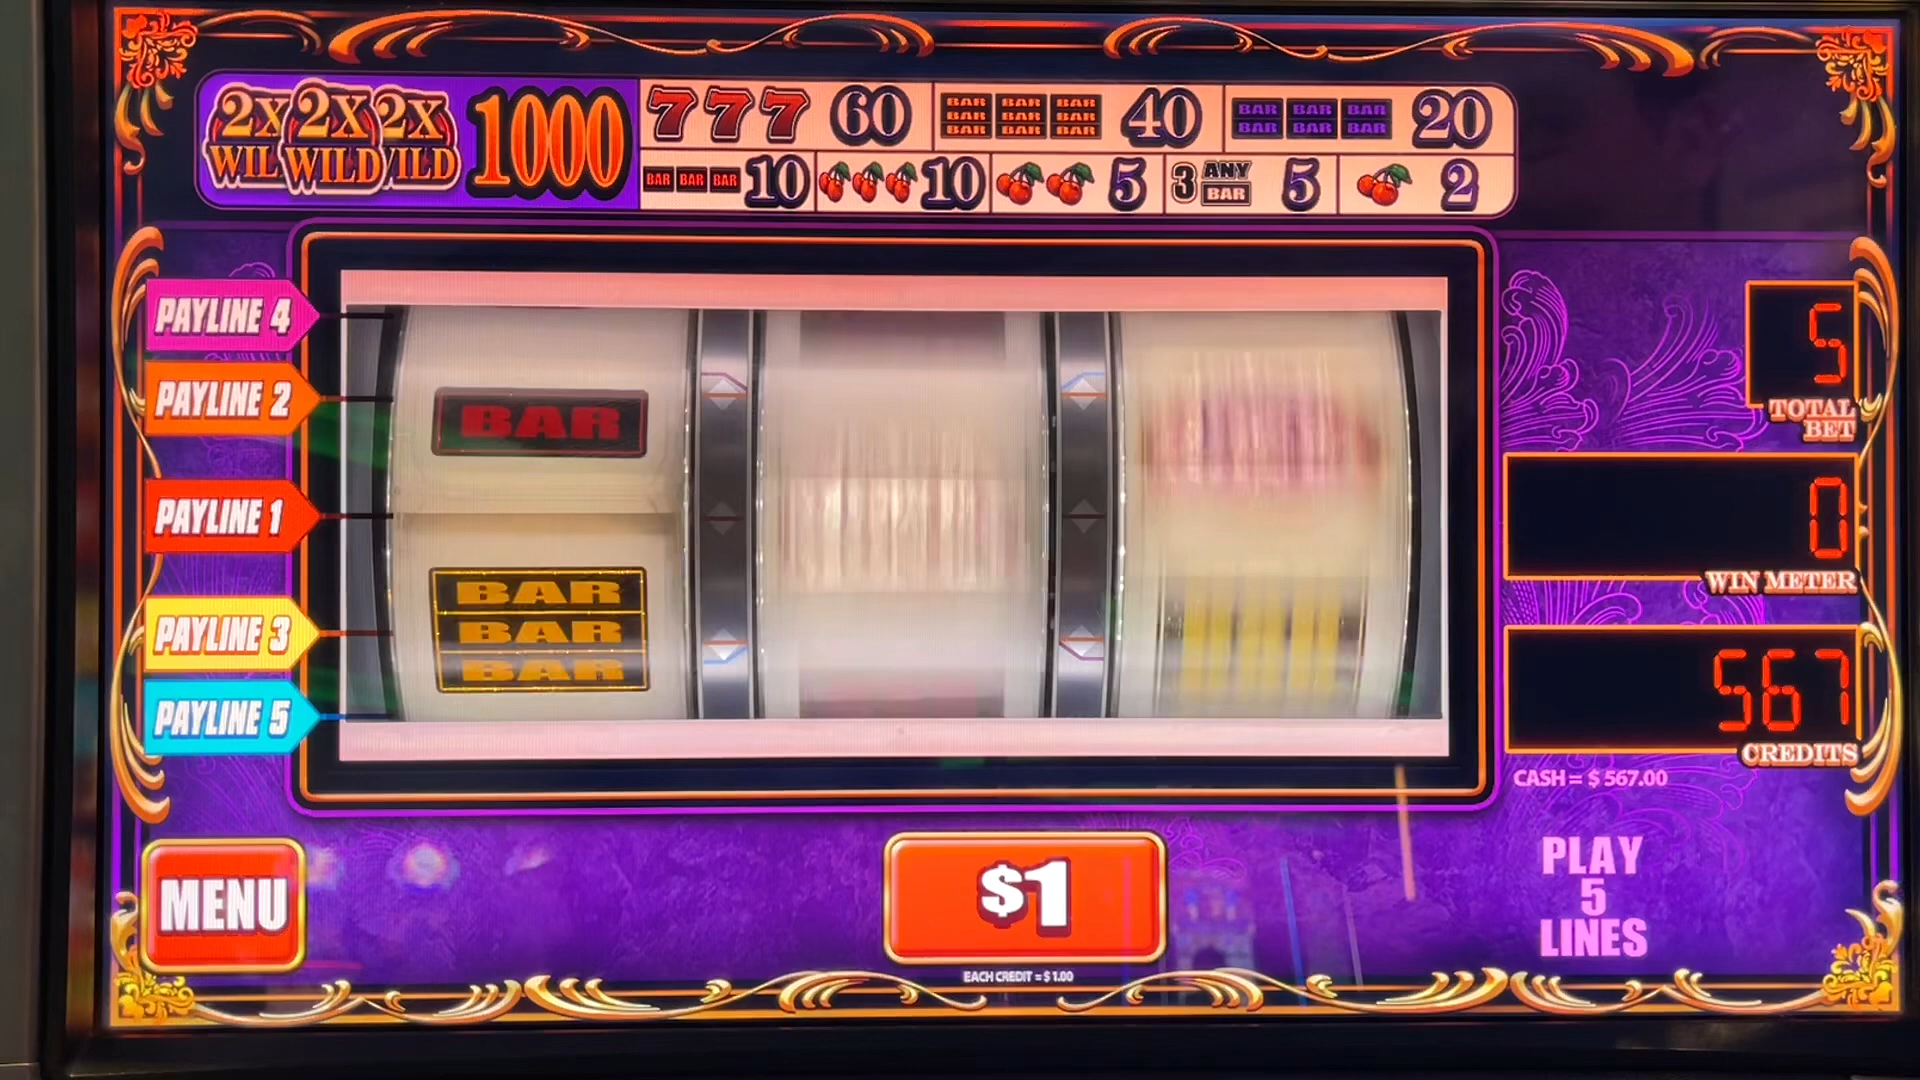 2X 2X 2X
WIL WILD ILD
1000
777 60
BAR BAR BAR
BAR BAR BAR
BAR BAR BAR
40
BAR BAR BAR
BAR BAR BAR
20
BAR BAR BAR 10
10
5
3 ANY BAR 5
2
PAYLINE 4
PAYLINE 2
PAYLINE 1
PAYLINE 3
PAYLINE 5
BAR
BAR
BAR
BAR
5
TOTAL
BET
0
WIN METER
567
CREDITS
CASH = $ 567.00
MENU
$1
EACH CREDIT = $ 1.00
PLAY
5
LINES